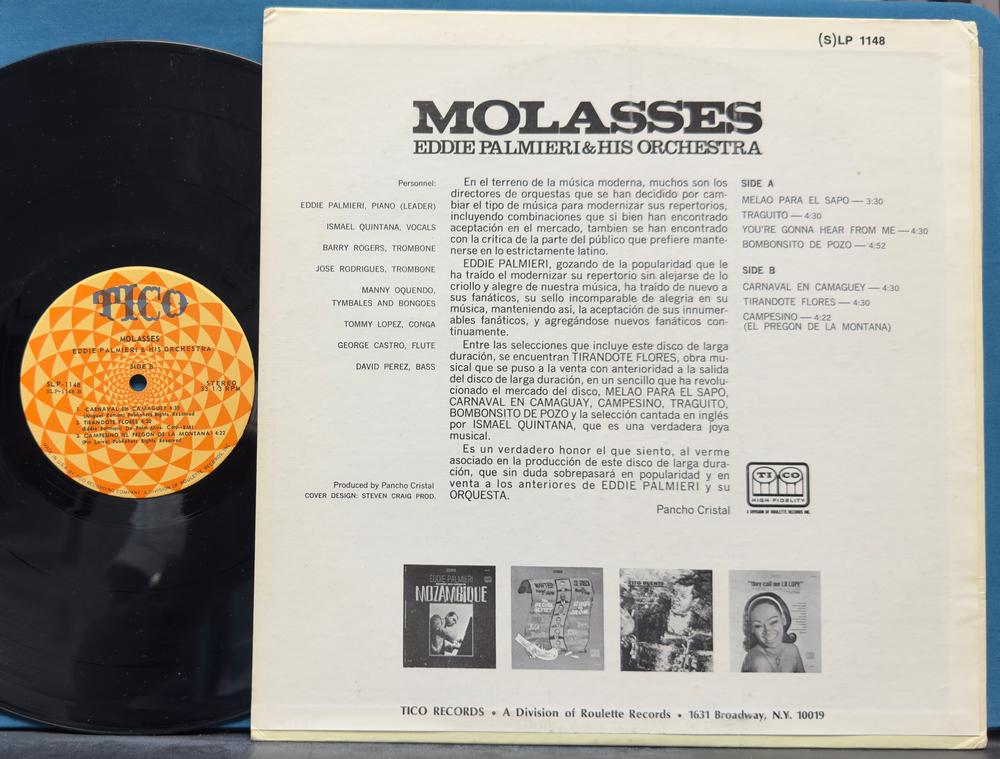 (S)LP 1148
MOLASSES
EDDIE PALMIERI & HIS ORCHESTRA
Personnel:
EDDIE PALMIERI, PIANO (LEADER)
ISMAEL QUINTANA, VOCALS
BARRY ROGERS, TROMBONE
JOSE RODRIGUES, TROMBONE
MANNY OQUENDO,
TYMBALES AND BONGOES
TOMMY LOPEZ, CONGA
GEORGE CASTRO, FLUTE
DAVID PEREZ, BASS
Produced by Pancho Cristal
COVER DESIGN: STEVEN CRAIG PROD.
En el terreno de la música moderna, muchos son los
directores de orquestas que se han decidido por cam-
biar el tipo de música para modernizar sus repertorios,
incluyendo combinaciones que si bien han encontrado
aceptación en el mercado, tambien se han encontrado
con la crítica de la parte del público que prefiere mante-
nerse en lo estrictamente latino.
EDDIE PALMIERI, gozando de la popularidad que le
ha traído el modernizar su repertorio sin alejarse de lo
criollo y alegre de nuestra música, ha traído de nuevo a
sus fanáticos, su sello incomparable de alegria en su
música, manteniendo así, la aceptación de sus innumer-
ables fanáticos, y agregándose nuevos fanáticos con-
tinuamente.
Entre las selecciones que incluye este disco de larga
duración, se encuentran TIRANDOTE FLORES, obra mu-
sical que se puso a la venta con anterioridad a la salida
del disco de larga duración, en un sencillo que ha revolu-
cionado el mercado del disco, MELAO PARA EL SAPO,
CARNAVAL EN CAMAGUAY, CAMPESINO, TRAGUITO,
BOMBONSITO DE POZO y la selección cantada en inglés
por ISMAEL QUINTANA, que es una verdadera joya
musical.
Es un verdadero honor el que siento, al verme
asociado en la producción de este disco de larga dura-
ción, que sin duda sobrepasará en popularidad y en
venta a los anteriores de EDDIE PALMIERI y su
ORQUESTA.
Pancho Cristal
SIDE A
MELAO PARA EL SAPO — 3:30
TRAGUITO — 4:30
YOU'RE GONNA HEAR FROM ME — 4:30
BOMBONSITO DE POZO — 4:52
SIDE B
CARNAVAL EN CAMAGUEY — 4:30
TIRANDOTE FLORES — 4:30
CAMPESINO — 4:22
(EL PREGON DE LA MONTANA)
TICO
HIGH FIDELITY
A DIVISION OF ROULETTE RECORDS INC.
EDDIE PALMIERI
MOZAMBIQUE
WANTED
TITO PUENTE
"they call me LA LUPE"
TICO RECORDS • A Division of Roulette Records • 1631 Broadway, N.Y. 10019
TICO
MOLASSES
EDDIE PALMIERI & HIS ORCHESTRA
SIDE B
SLP-1148
SLP-1148 B
STEREO
33 1/3 RPM
1. CARNAVAL EN CAMAGUEY 4:30
2. TIRANDOTE FLORES 4:30
3. CAMPESINO (EL PREGON DE LA MONTANA) 4:22